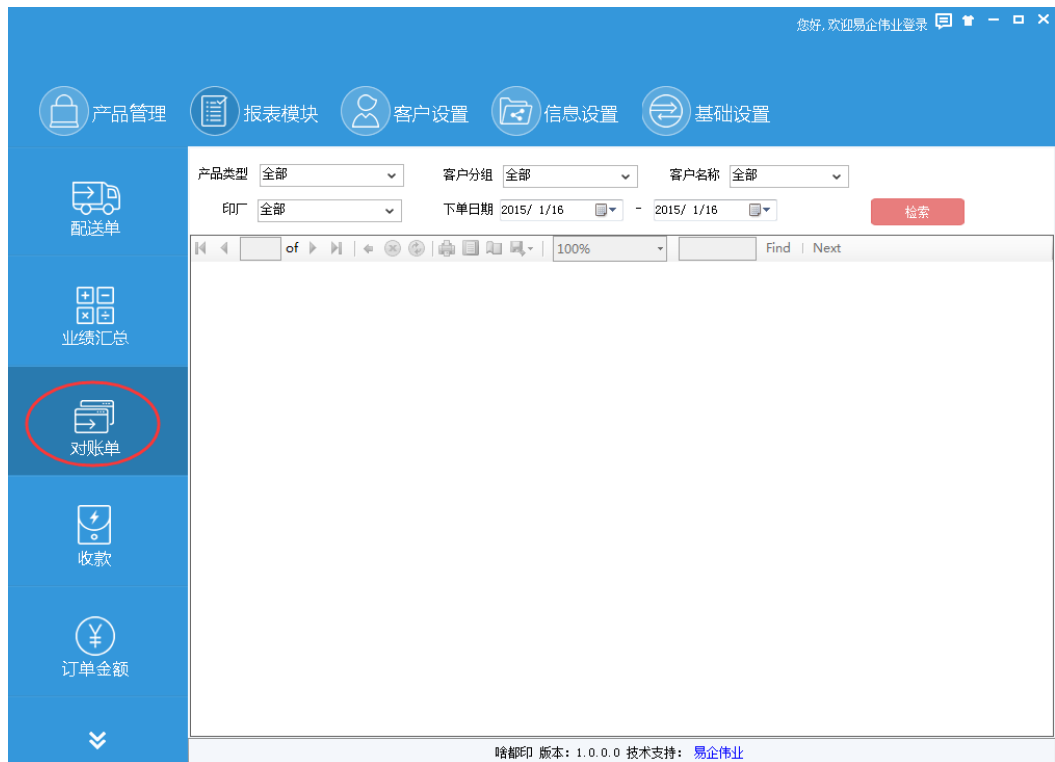 您好,欢迎易企伟业登录
产品管理 报表模块 客户设置 信息设置 基础设置
配送单
业绩汇总
对账单
收款
订单金额
产品类型 全部 客户分组 全部 客户名称 全部
印厂 全部 下单日期 2015/ 1/16 - 2015/ 1/16 检索
of 100% Find | Next
啥都印 版本: 1.0.0.0 技术支持: 易企伟业